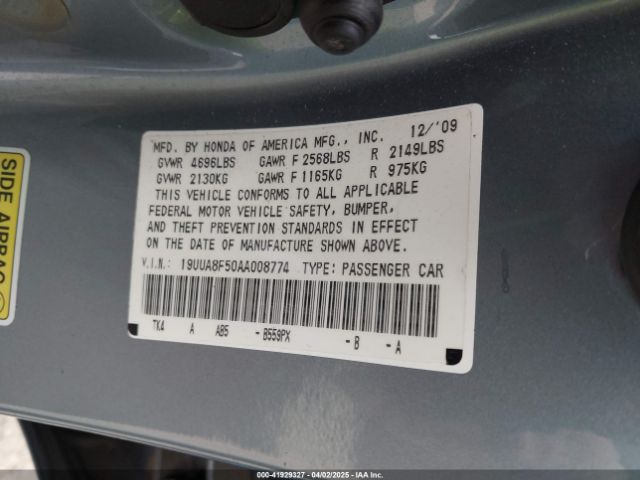 MFD. BY HONDA OF AMERICA MFG., INC. 12/'09
GVWR 4696LBS GAWR F 2568LBS R 2149LBS
GVWR 2130KG GAWR F 1165KG R 975KG
THIS VEHICLE CONFORMS TO ALL APPLICABLE
FEDERAL MOTOR VEHICLE SAFETY, BUMPER,
AND THEFT PREVENTION STANDARDS IN EFFECT
ON THE DATE OF MANUFACTURE SHOWN ABOVE.
V.I.N.: 19UUA8F50AA008774 TYPE: PASSENGER CAR
TK4 A AB5 - B559PX - B - A
SIDE AIRBAG
000-41929327 - 04/02/2025 - IAAI.COM